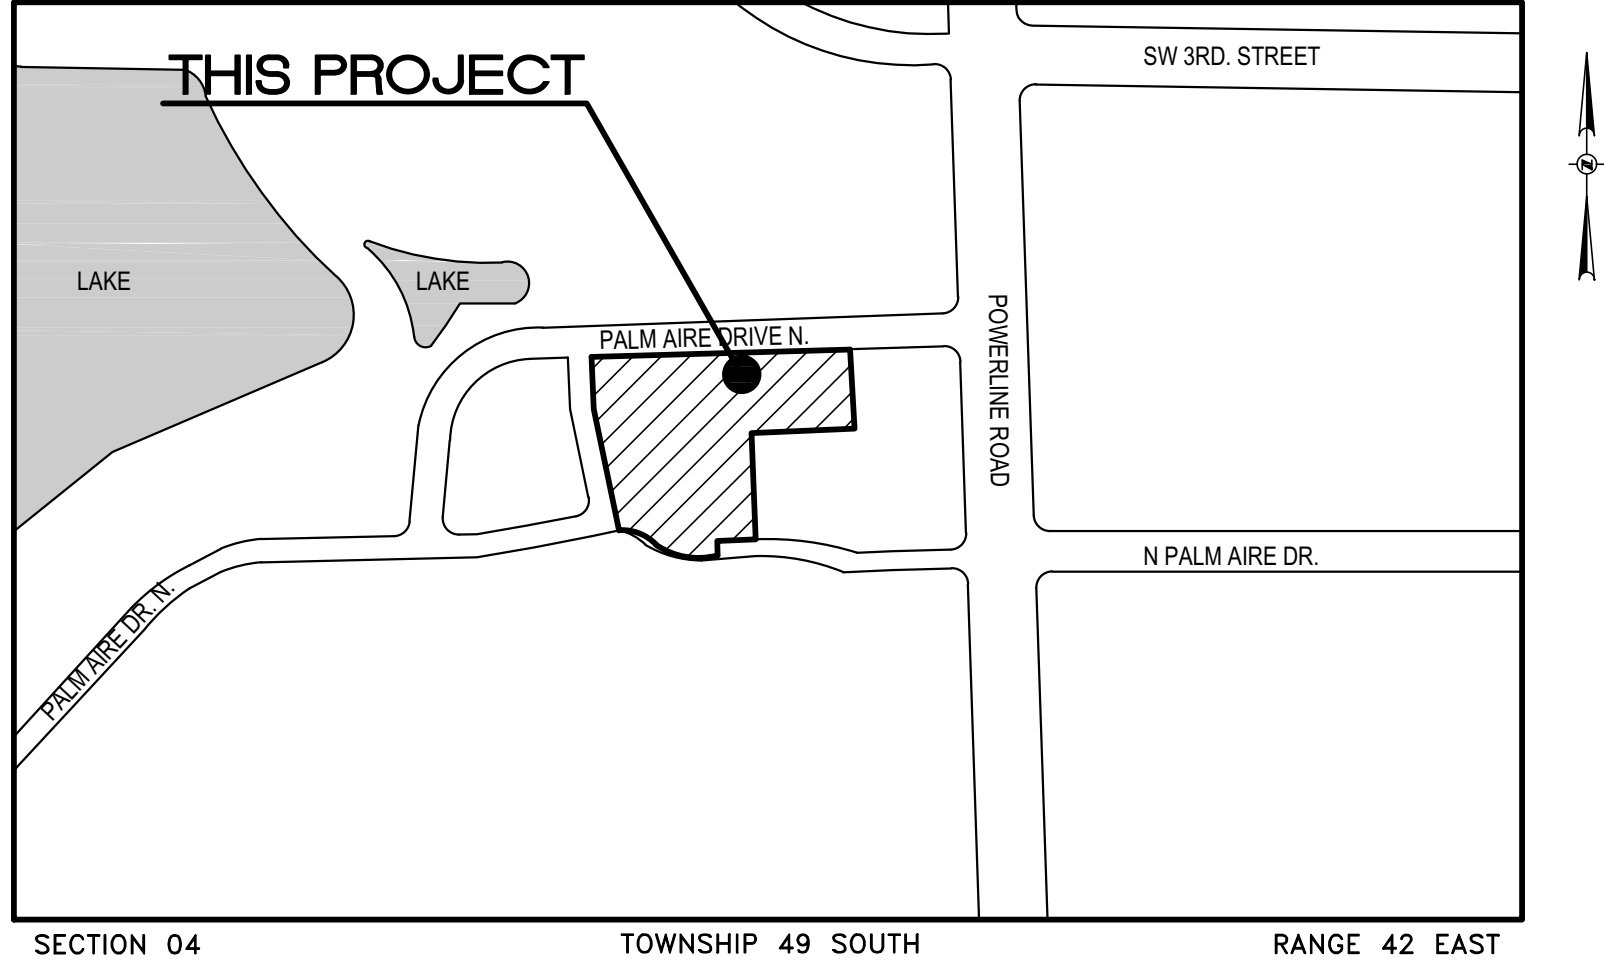 SW 3RD. STREET
THIS PROJECT
LAKE
LAKE
PALM AIRE DRIVE N.
POWERLINE ROAD
N PALM AIRE DR.
PALM AIRE DR. N.
SECTION 04
TOWNSHIP 49 SOUTH
RANGE 42 EAST